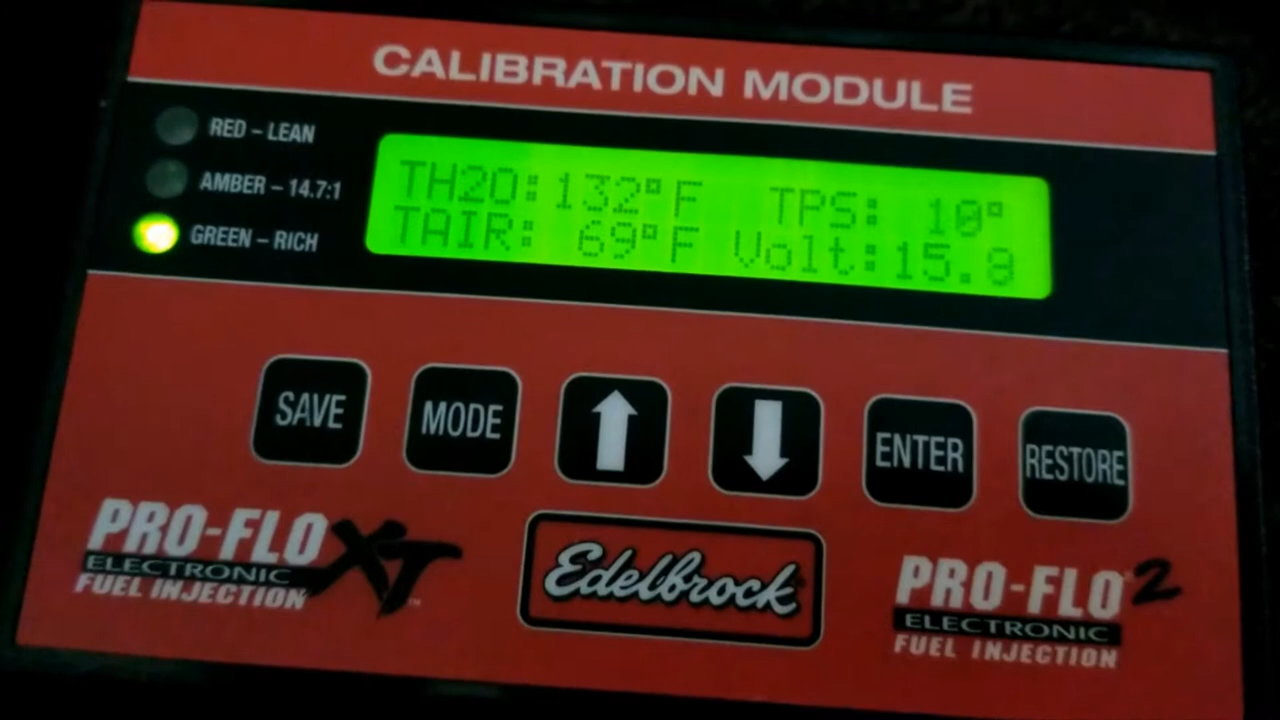 CALIBRATION MODULE
RED – LEAN
AMBER – 14.7:1
GREEN – RICH
TH2O:132°F TPS: 10°
TAIR: 69°F Volt:15.
SAVE
MODE
ENTER
RESTORE
PRO-FLO XT
ELECTRONIC
FUEL INJECTION
Edelbrock
PRO-FLO 2
ELECTRONIC
FUEL INJECTION